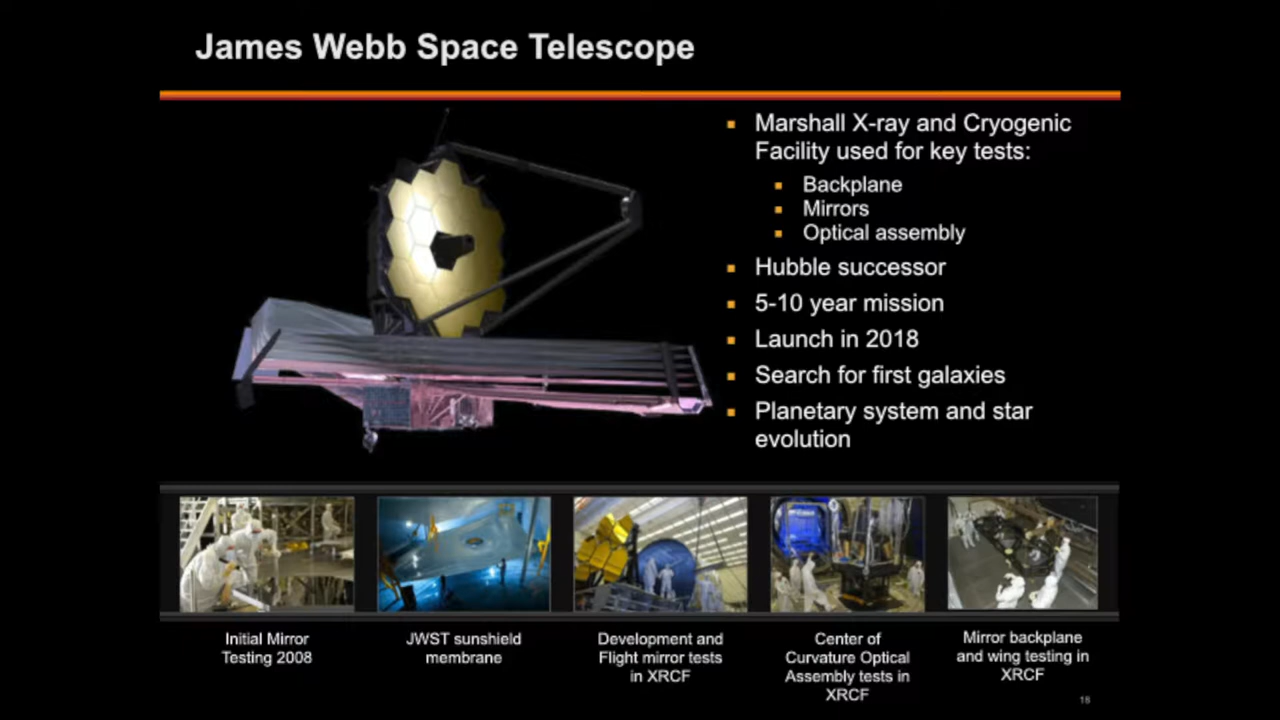 James Webb Space Telescope
Marshall X-ray and Cryogenic
Facility used for key tests:
Backplane
Mirrors
Optical assembly
Hubble successor
5-10 year mission
Launch in 2018
Search for first galaxies
Planetary system and star
evolution
Initial Mirror
Testing 2008
JWST sunshield
membrane
Development and
Flight mirror tests
in XRCF
Center of
Curvature Optical
Assembly tests in
XRCF
Mirror backplane
and wing testing in
XRCF
18